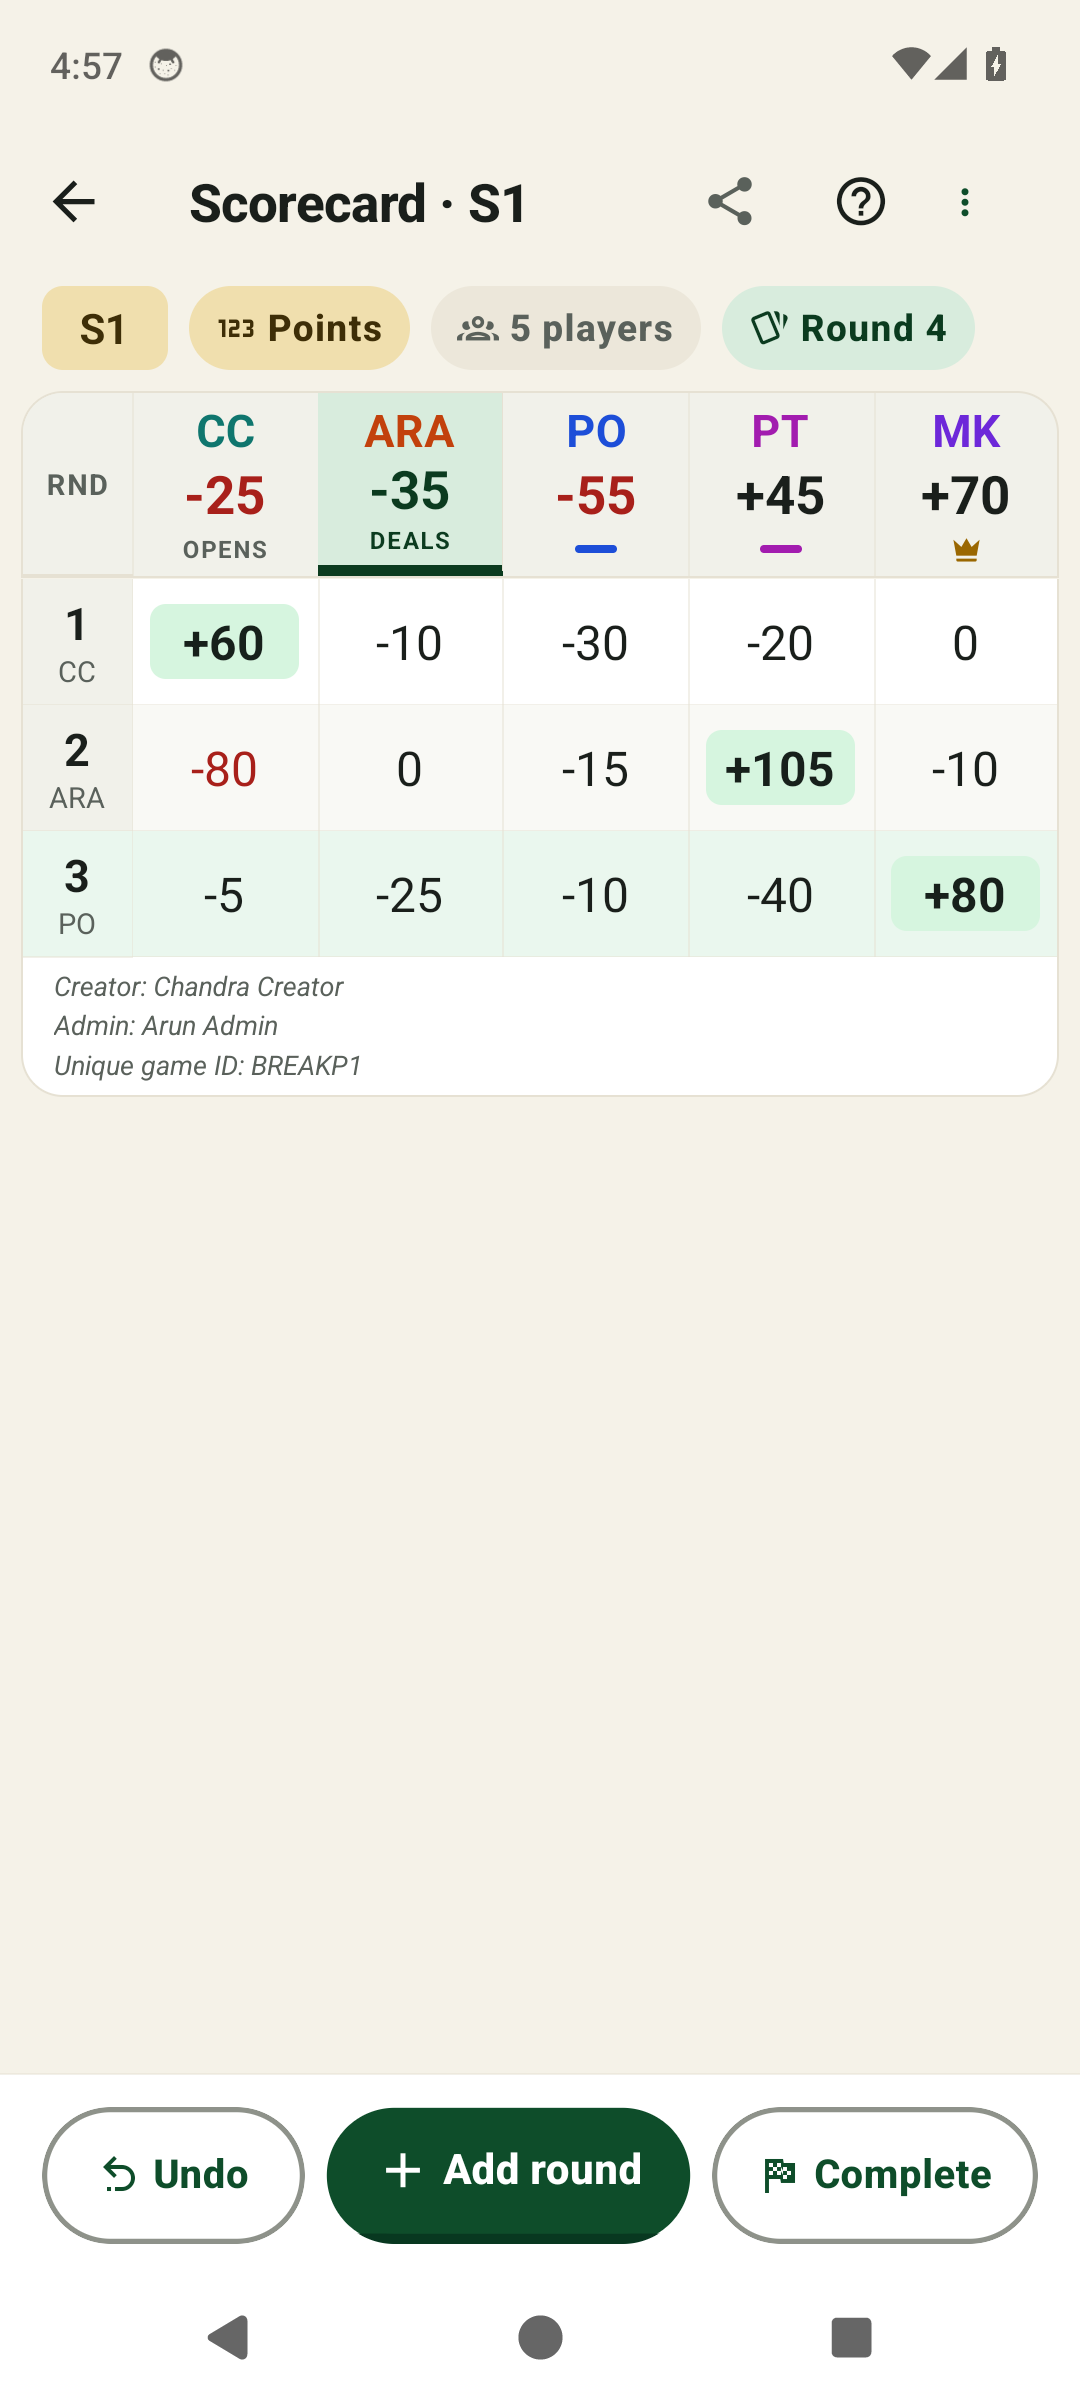 4:57
Scorecard · S1
S1
123 Points
5 players
Round 4
RND
CC
-25
OPENS
ARA
-35
DEALS
PO
-55
PT
+45
MK
+70
1
CC
+60
-10
-30
-20
0
2
ARA
-80
0
-15
+105
-10
3
PO
-5
-25
-10
-40
+80
Creator: Chandra Creator
Admin: Arun Admin
Unique game ID: BREAKP1
Undo
Add round
Complete